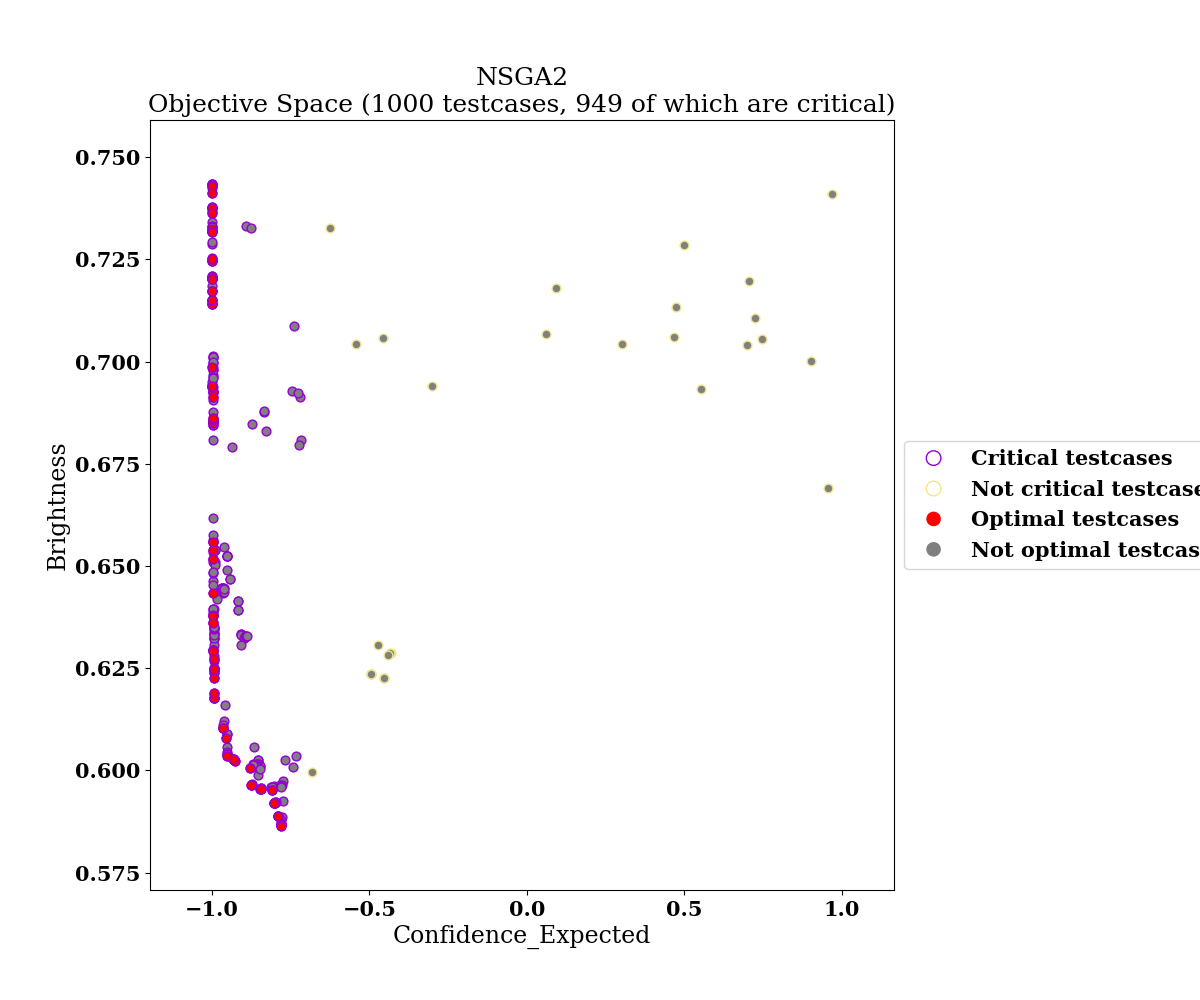 NSGA2
Objective Space (1000 testcases, 949 of which are critical)
0.750
0.725
0.700
0.675
0.650
0.625
0.600
0.575
Brightness
−1.0
−0.5
0.0
0.5
1.0
Confidence_Expected
Critical testcases
Not critical testcase
Optimal testcases
Not optimal testcas